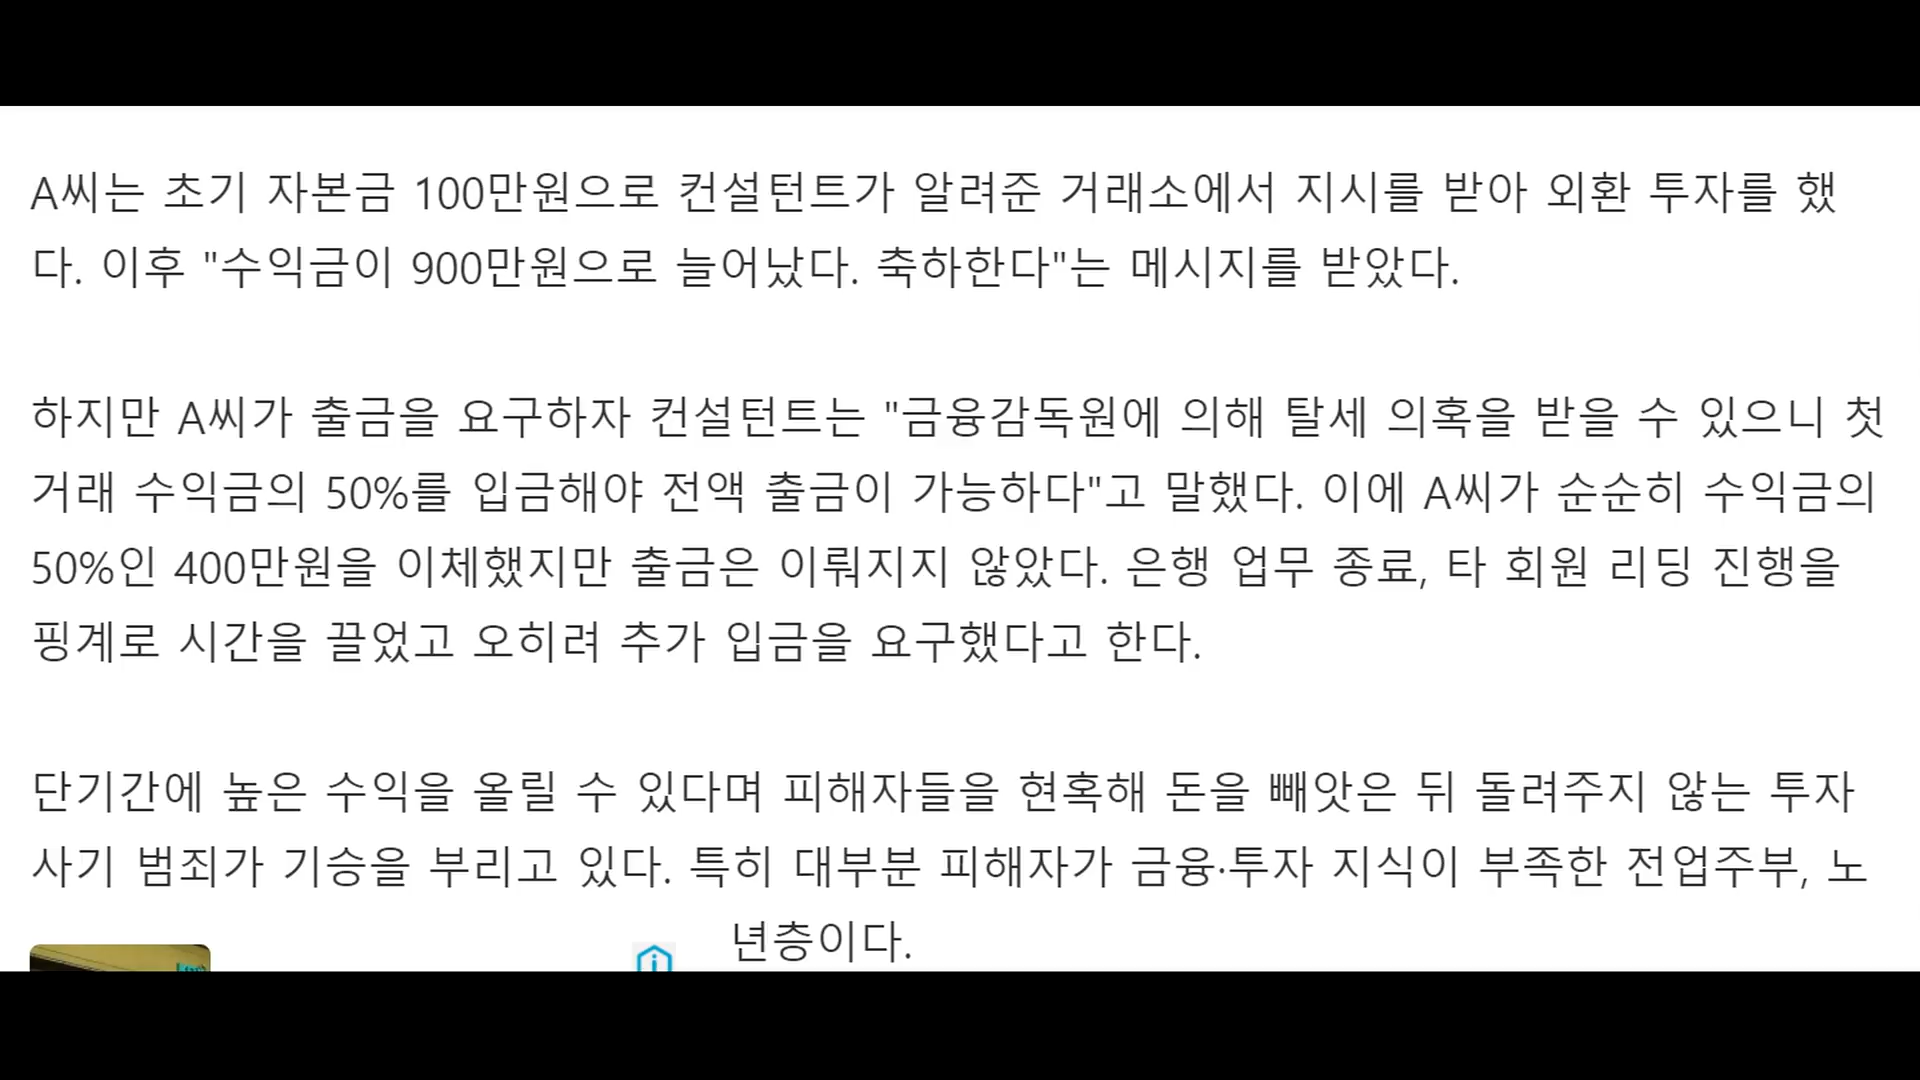 A씨는 초기 자본금 100만원으로 컨설턴트가 알려준 거래소에서 지시를 받아 외환 투자를 했
다. 이후 "수익금이 900만원으로 늘어났다. 축하한다"는 메시지를 받았다.
하지만 A씨가 출금을 요구하자 컨설턴트는 "금융감독원에 의해 탈세 의혹을 받을 수 있으니 첫
거래 수익금의 50%를 입금해야 전액 출금이 가능하다"고 말했다. 이에 A씨가 순순히 수익금의
50%인 400만원을 이체했지만 출금은 이뤄지지 않았다. 은행 업무 종료, 타 회원 리딩 진행을
핑계로 시간을 끌었고 오히려 추가 입금을 요구했다고 한다.
단기간에 높은 수익을 올릴 수 있다며 피해자들을 현혹해 돈을 빼앗은 뒤 돌려주지 않는 투자
사기 범죄가 기승을 부리고 있다. 특히 대부분 피해자가 금융·투자 지식이 부족한 전업주부, 노
년층이다.